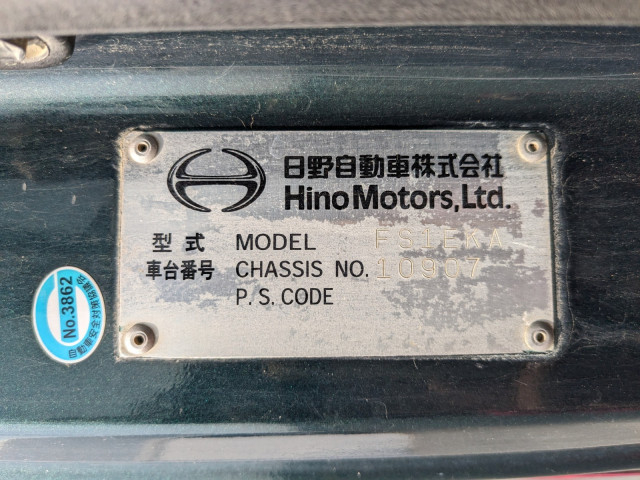 日野自動車株式会社
Hino Motors, Ltd.
型式 MODEL FS1EKA
車台番号 CHASSIS NO. 10907
P. S. CODE
No.3862